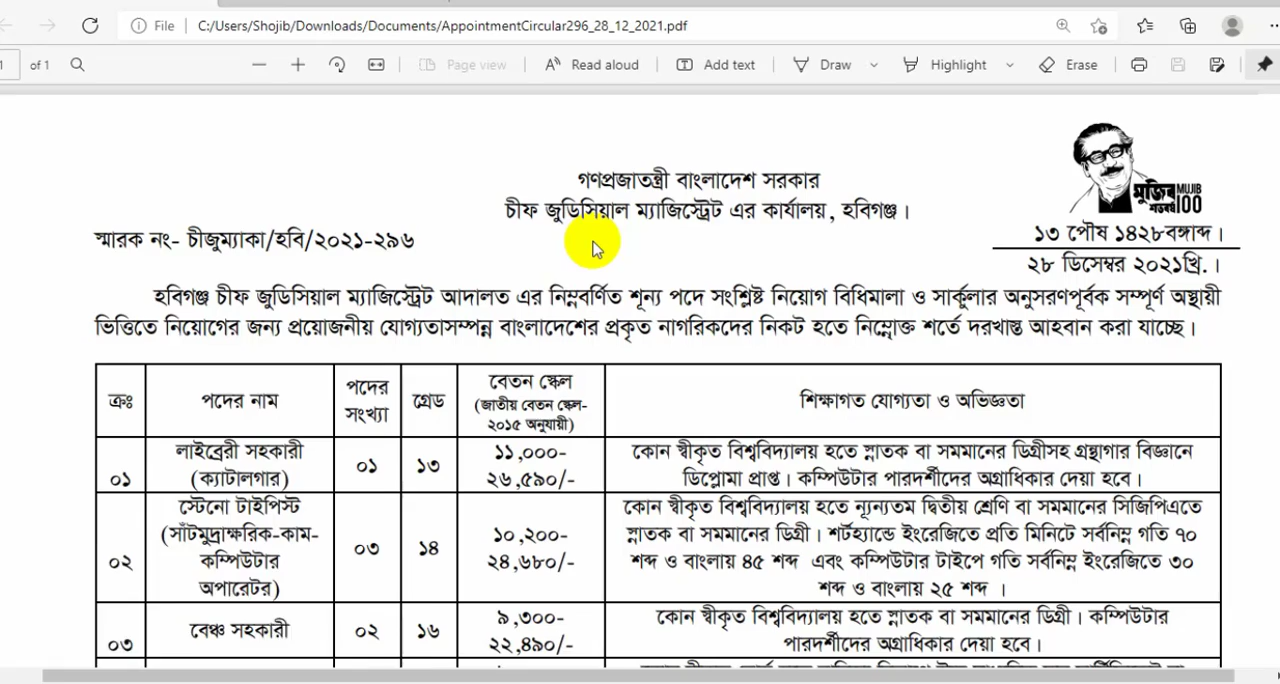 File C:/Users/Shojib/Downloads/Documents/AppointmentCircular296_28_12_2021.pdf
1 of 1 Page view Read aloud Add text Draw Highlight Erase
মুজিব শতবর্ষ MUJIB 100
গণপ্রজাতন্ত্রী বাংলাদেশ সরকার
চীফ জুডিসিয়াল ম্যাজিস্ট্রেট এর কার্যালয়, হবিগঞ্জ।
স্মারক নং- চীজুম্যাকা/হবি/২০২১-২৯৬
১৩ পৌষ ১৪২৮বঙ্গাব্দ।
২৮ ডিসেম্বর ২০২১খ্রি.।
হবিগঞ্জ চীফ জুডিসিয়াল ম্যাজিস্ট্রেট আদালত এর নিম্নবর্ণিত শূন্য পদে সংশ্লিষ্ট নিয়োগ বিধিমালা ও সার্কুলার অনুসরণপূর্বক সম্পূর্ণ অস্থায়ী
ভিত্তিতে নিয়োগের জন্য প্রয়োজনীয় যোগ্যতাসম্পন্ন বাংলাদেশের প্রকৃত নাগরিকদের নিকট হতে নিম্নোক্ত শর্তে দরখাস্ত আহবান করা যাচ্ছে।
ক্রঃ পদের নাম পদের সংখ্যা গ্রেড বেতন স্কেল (জাতীয় বেতন স্কেল-২০১৫ অনুযায়ী) শিক্ষাগত যোগ্যতা ও অভিজ্ঞতা
০১ লাইব্রেরী সহকারী (ক্যাটালগার) ০১ ১৩ ১১,০০০-২৬,৫৯০/- কোন স্বীকৃত বিশ্ববিদ্যালয় হতে স্নাতক বা সমমানের ডিগ্রীসহ গ্রন্থাগার বিজ্ঞানে
ডিপ্লোমা প্রাপ্ত। কম্পিউটার পারদর্শীদের অগ্রাধিকার দেয়া হবে।
০২ স্টেনো টাইপিস্ট (সাঁটমুদ্রাক্ষরিক-কাম-কম্পিউটার অপারেটর) ০৩ ১৪ ১০,২০০-২৪,৬৮০/- কোন স্বীকৃত বিশ্ববিদ্যালয় হতে ন্যূন্যতম দ্বিতীয় শ্রেণি বা সমমানের সিজিপিএতে
স্নাতক বা সমমানের ডিগ্রী। শর্টহ্যান্ডে ইংরেজিতে প্রতি মিনিটে সর্বনিম্ন গতি ৭০
শব্দ ও বাংলায় ৪৫ শব্দ এবং কম্পিউটার টাইপে গতি সর্বনিম্ন ইংরেজিতে ৩০
শব্দ ও বাংলায় ২৫ শব্দ ।
০৩ বেঞ্চ সহকারী ০২ ১৬ ৯,৩০০-২২,৪৯০/- কোন স্বীকৃত বিশ্ববিদ্যালয় হতে স্নাতক বা সমমানের ডিগ্রী। কম্পিউটার
পারদর্শীদের অগ্রাধিকার দেয়া হবে।